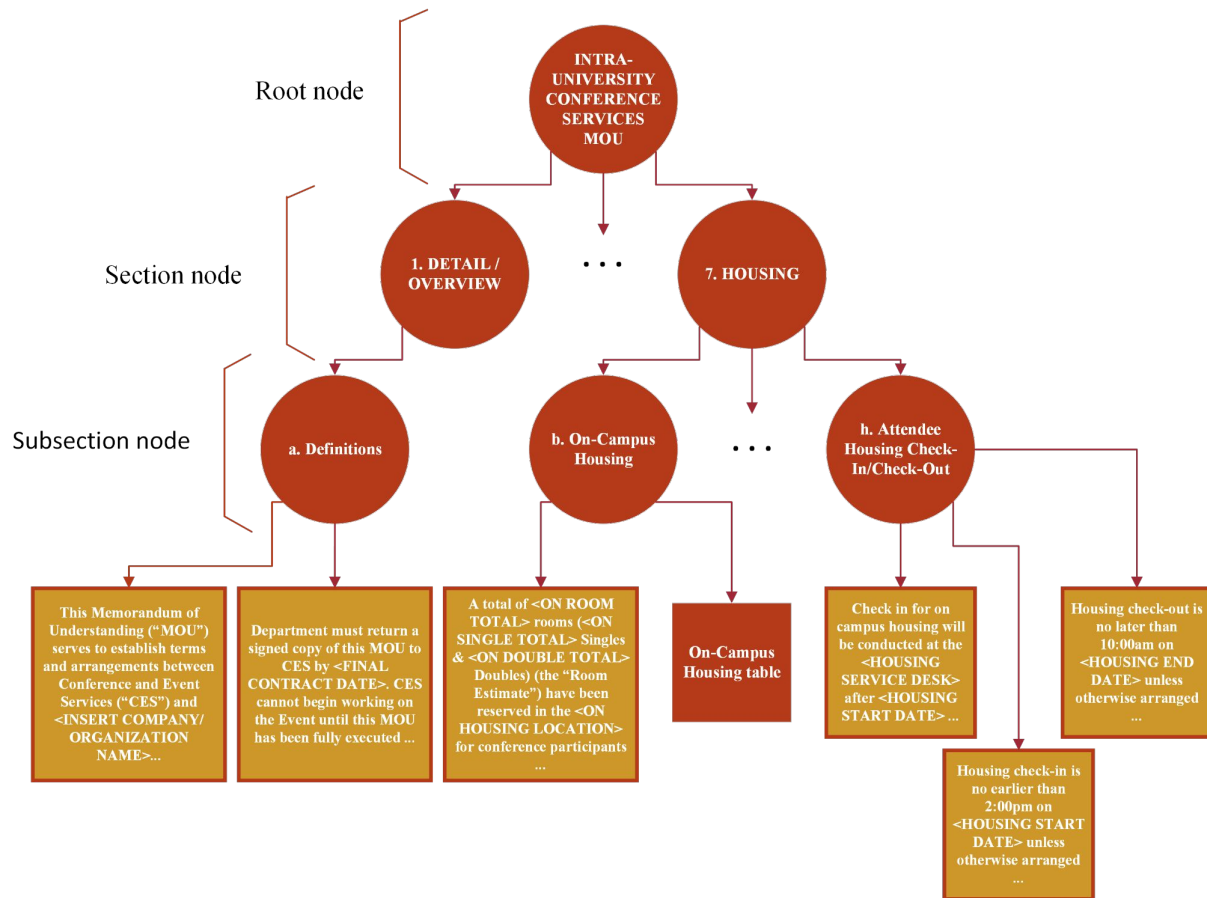 INTRA-
UNIVERSITY
CONFERENCE
SERVICES
MOU
Root node
1. DETAIL /
OVERVIEW
...
7. HOUSING
Section node
a. Definitions
b. On-Campus
Housing
...
h. Attendee
Housing Check-
In/Check-Out
Subsection node
This Memorandum of
Understanding (“MOU”)
serves to establish terms
and arrangements between
Conference and Event
Services (“CES”) and
<INSERT COMPANY/
ORGANIZATION
NAME>...
Department must return a
signed copy of this MOU to
CES by <FINAL
CONTRACT DATE>. CES
cannot begin working on
the Event until this MOU
has been fully executed ...
A total of <ON ROOM
TOTAL> rooms (<ON
SINGLE TOTAL> Singles
& <ON DOUBLE TOTAL>
Doubles) (the “Room
Estimate”) have been
reserved in the <ON
HOUSING LOCATION>
for conference participants
...
On-Campus
Housing table
Check in for on
campus housing will
be conducted at the
<HOUSING
SERVICE DESK>
after <HOUSING
START DATE> ...
Housing check-in is
no earlier than
2:00pm on
<HOUSING START
DATE> unless
otherwise arranged
...
Housing check-out is
no later than
10:00am on
<HOUSING END
DATE> unless
otherwise arranged
...